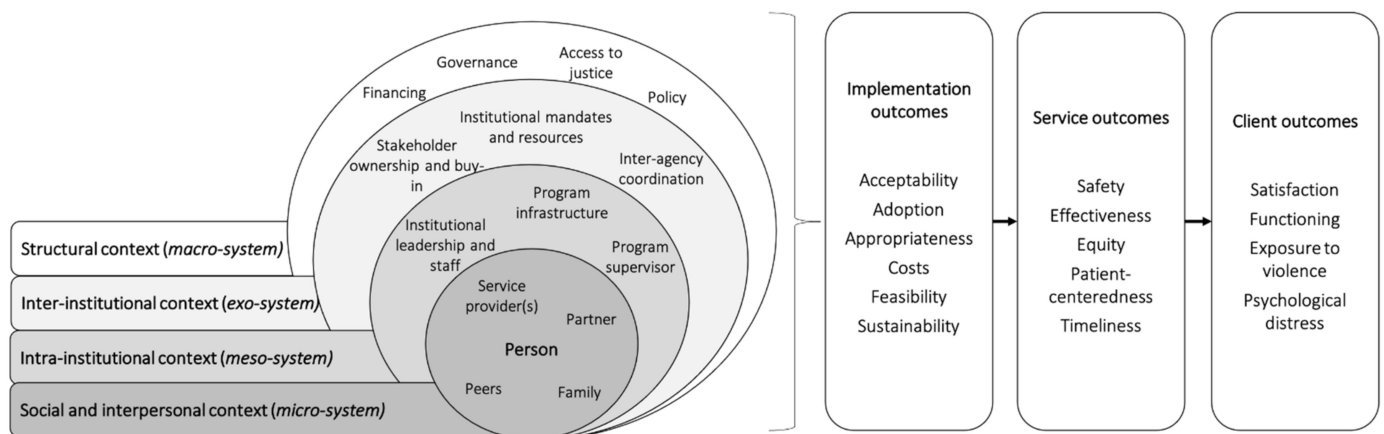 Governance
Access to
justice
Financing
Policy
Institutional mandates
and resources
Stakeholder
ownership and buy-
in
Inter-agency
coordination
Program
infrastructure
Institutional
leadership and
staff
Program
supervisor
Service
provider(s)
Partner
Person
Peers
Family
Structural context (macro-system)
Inter-institutional context (exo-system)
Intra-institutional context (meso-system)
Social and interpersonal context (micro-system)
Implementation
outcomes
Acceptability
Adoption
Appropriateness
Costs
Feasibility
Sustainability
Service outcomes
Safety
Effectiveness
Equity
Patient-
centeredness
Timeliness
Client outcomes
Satisfaction
Functioning
Exposure to
violence
Psychological
distress